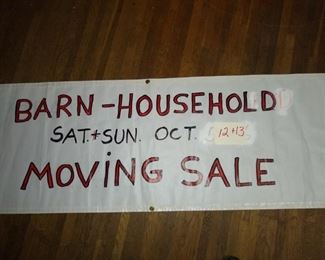 BARN-HOUSEHOLD
SAT.+SUN. OCT. 12+13
MOViNG SALE